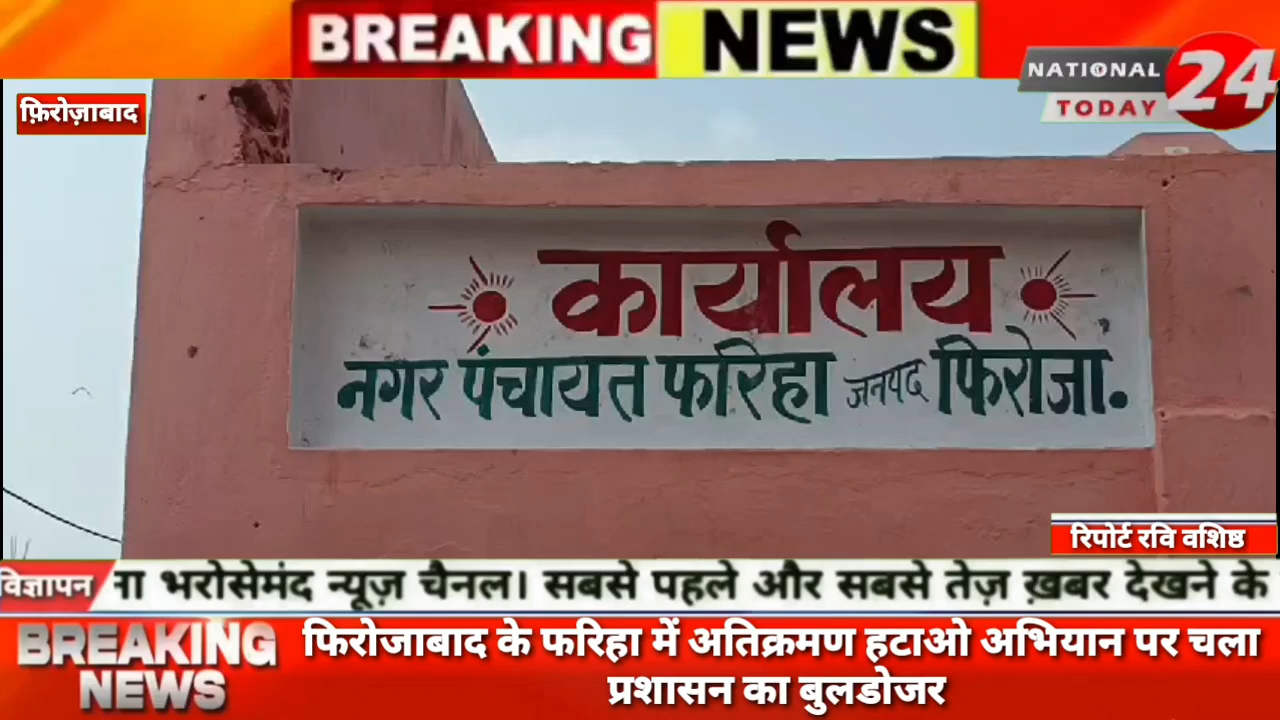 BREAKING NEWS
NATIONAL 24
TODAY
फ़िरोज़ाबाद
कार्यालय
नगर पंचायत फरिहा जनपद फिरोजा.
रिपोर्ट रवि वशिष्ठ
विज्ञापन ना भरोसेमंद न्यूज़ चैनल। सबसे पहले और सबसे तेज़ ख़बर देखने के
BREAKING NEWS
फिरोजाबाद के फरिहा में अतिक्रमण हटाओ अभियान पर चला
प्रशासन का बुलडोजर